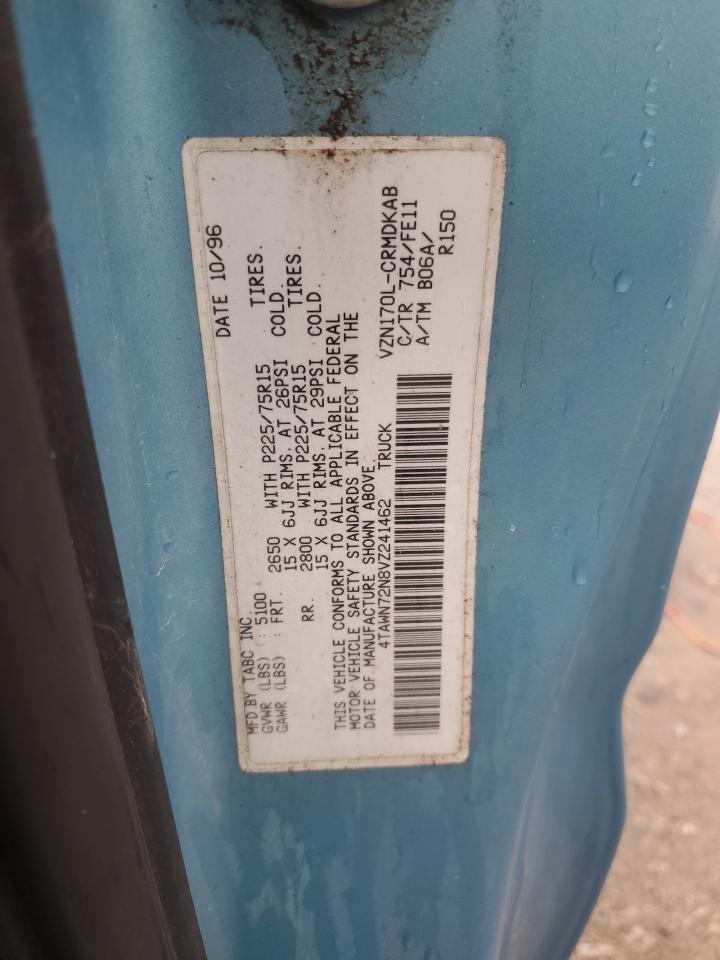 MFD BY TABC INC. DATE 10/96
GVWR (LBS) : 5100
GAWR (LBS) : FRT. 2650 WITH P225/75R15 TIRES.
15 X 6JJ RIMS. AT 26PSI COLD.
RR. 2800 WITH P225/75R15 TIRES.
15 X 6JJ RIMS. AT 29PSI COLD.
THIS VEHICLE CONFORMS TO ALL APPLICABLE FEDERAL
MOTOR VEHICLE SAFETY STANDARDS IN EFFECT ON THE
DATE OF MANUFACTURE SHOWN ABOVE.
4TAWN72N8VZ241462 TRUCK
VZN170L-CRMDKAB
C/TR 754/FE11
A/TM B06A/
R150